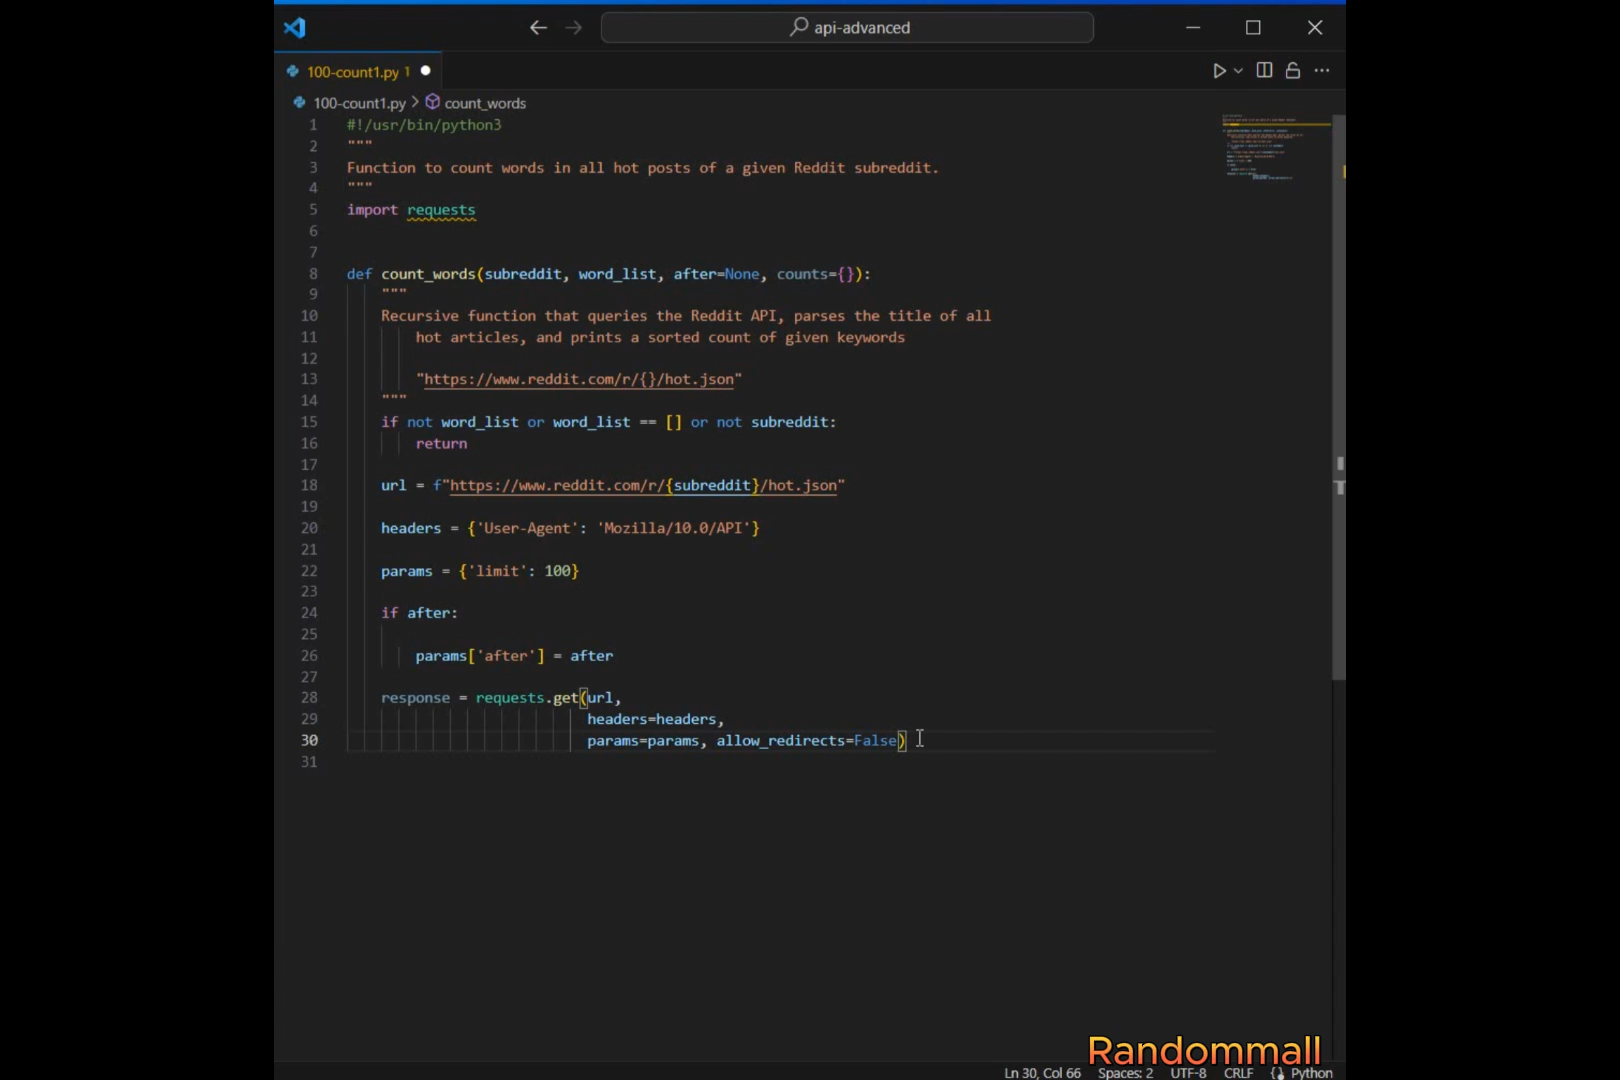 api-advanced
100-count1.py 1
100-count1.py > count_words
1 #!/usr/bin/python3
2 """
3 Function to count words in all hot posts of a given Reddit subreddit.
4 """
5 import requests
6
7
8 def count_words(subreddit, word_list, after=None, counts={}):
9 """
10 Recursive function that queries the Reddit API, parses the title of all
11 hot articles, and prints a sorted count of given keywords
12
13 "https://www.reddit.com/r/{}/hot.json"
14 """
15 if not word_list or word_list == [] or not subreddit:
16 return
17
18 url = f"https://www.reddit.com/r/{subreddit}/hot.json"
19
20 headers = {'User-Agent': 'Mozilla/10.0/API'}
21
22 params = {'limit': 100}
23
24 if after:
25
26 params['after'] = after
27
28 response = requests.get(url,
29 headers=headers,
30 params=params, allow_redirects=False)
31
Randommall
Ln 30, Col 66 Spaces: 2 UTF-8 CRLF {} Python